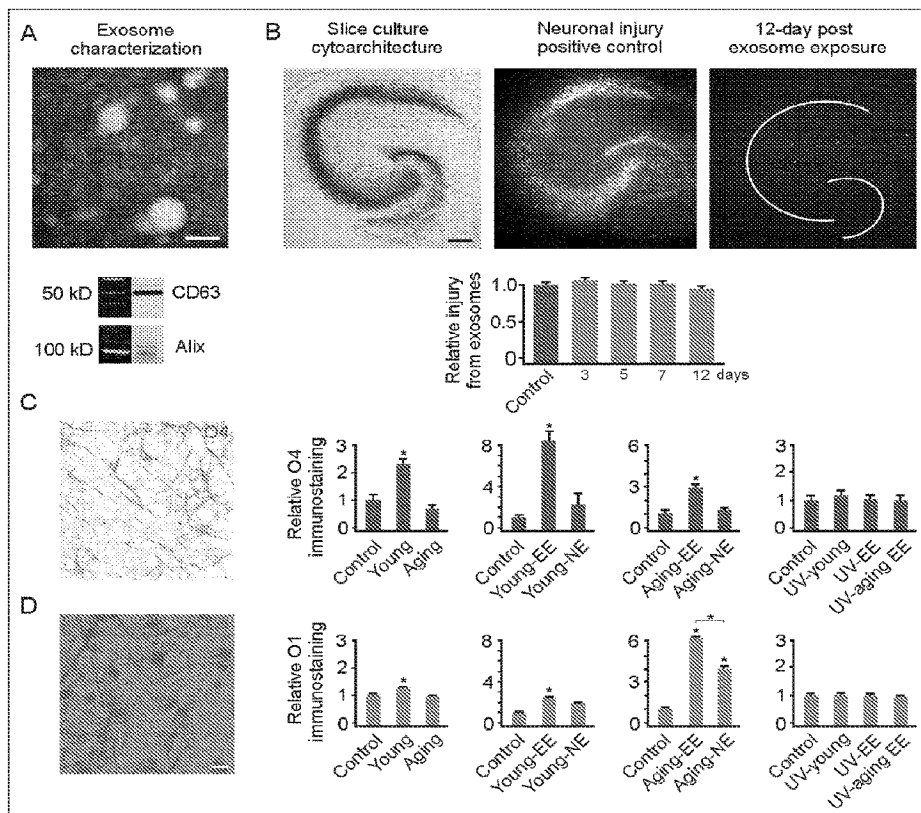 A
Exosome
characterization
B
Slice culture
cytoarchitecture
Neuronal injury
positive control
12-day post
exosome exposure
50 kD
CD63
100 kD
Alix
Relative injury
from exosomes
1.0
0.5
0
Control
3
5
7
12
days
C
O4
Relative O4
immunostaining
3
2
1
0
Control
Young
Aging
8
4
0
Control
Young-EE
Young-NE
6
3
0
Control
Aging-EE
Aging-NE
3
2
1
0
Control
UV-young
UV-EE
UV-aging EE
D
Relative O1
immunostaining
3
2
1
0
Control
Young
Aging
8
4
0
Control
Young-EE
Young-NE
6
3
0
Control
Aging-EE
Aging-NE
3
2
1
0
Control
UV-young
UV-EE
UV-aging EE